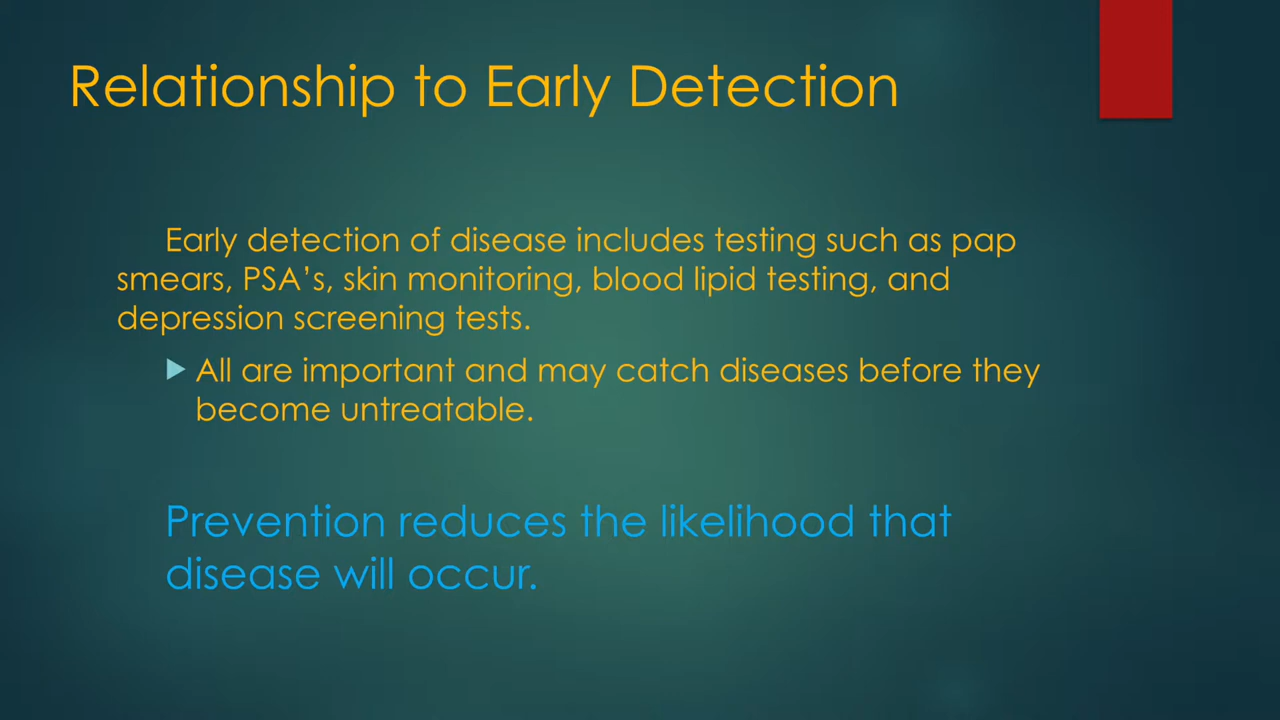 Relationship to Early Detection
Early detection of disease includes testing such as pap
smears, PSA’s, skin monitoring, blood lipid testing, and
depression screening tests.
All are important and may catch diseases before they
become untreatable.
Prevention reduces the likelihood that
disease will occur.